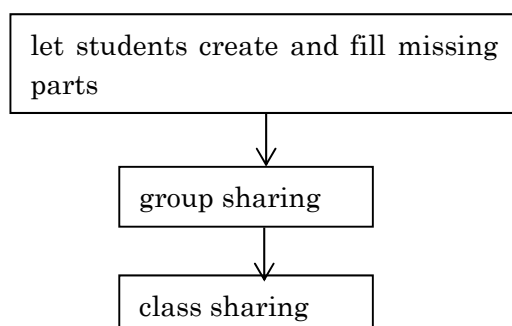 let students create and fill missing
parts
group sharing
class sharing